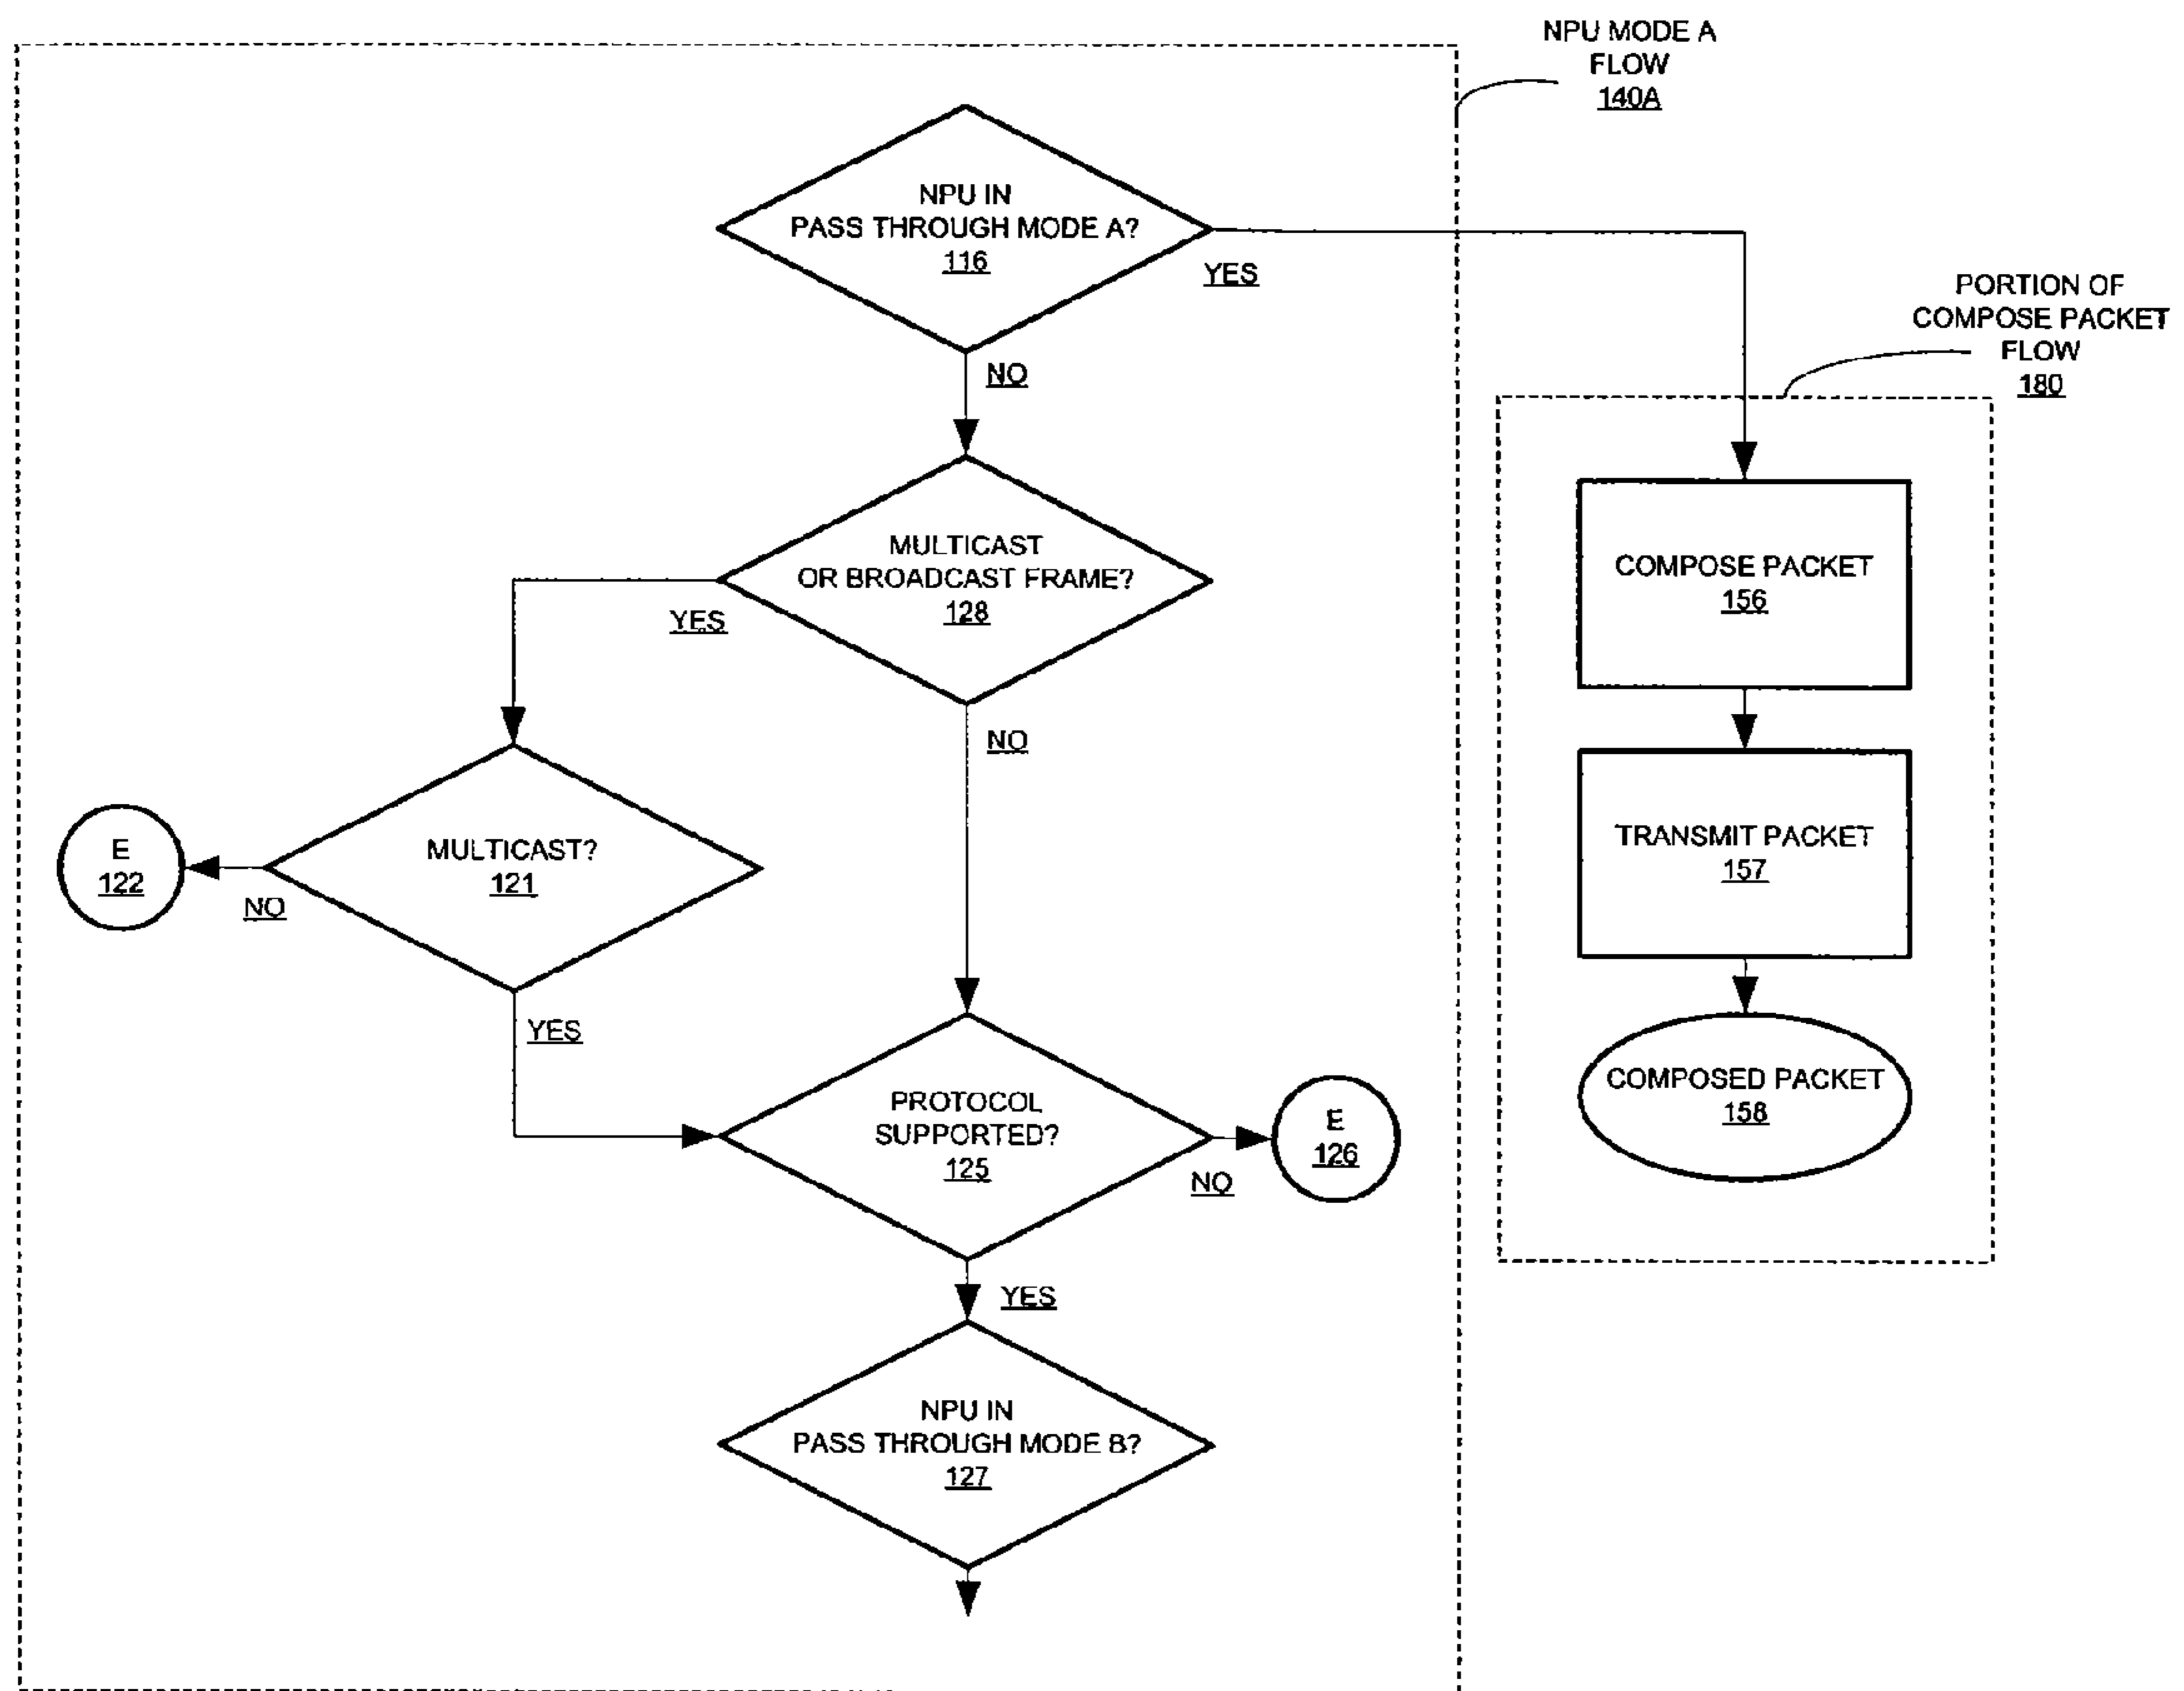 NPU MODE A
FLOW
140A
NPU IN
PASS THROUGH MODE A?
116
YES
NO
PORTION OF
COMPOSE PACKET
FLOW
180
MULTICAST
OR BROADCAST FRAME?
128
YES
NO
COMPOSE PACKET
156
MULTICAST?
121
NO
YES
E
122
TRANSMIT PACKET
157
PROTOCOL
SUPPORTED?
125
NO
YES
E
126
COMPOSED PACKET
158
NPU IN
PASS THROUGH MODE B?
127